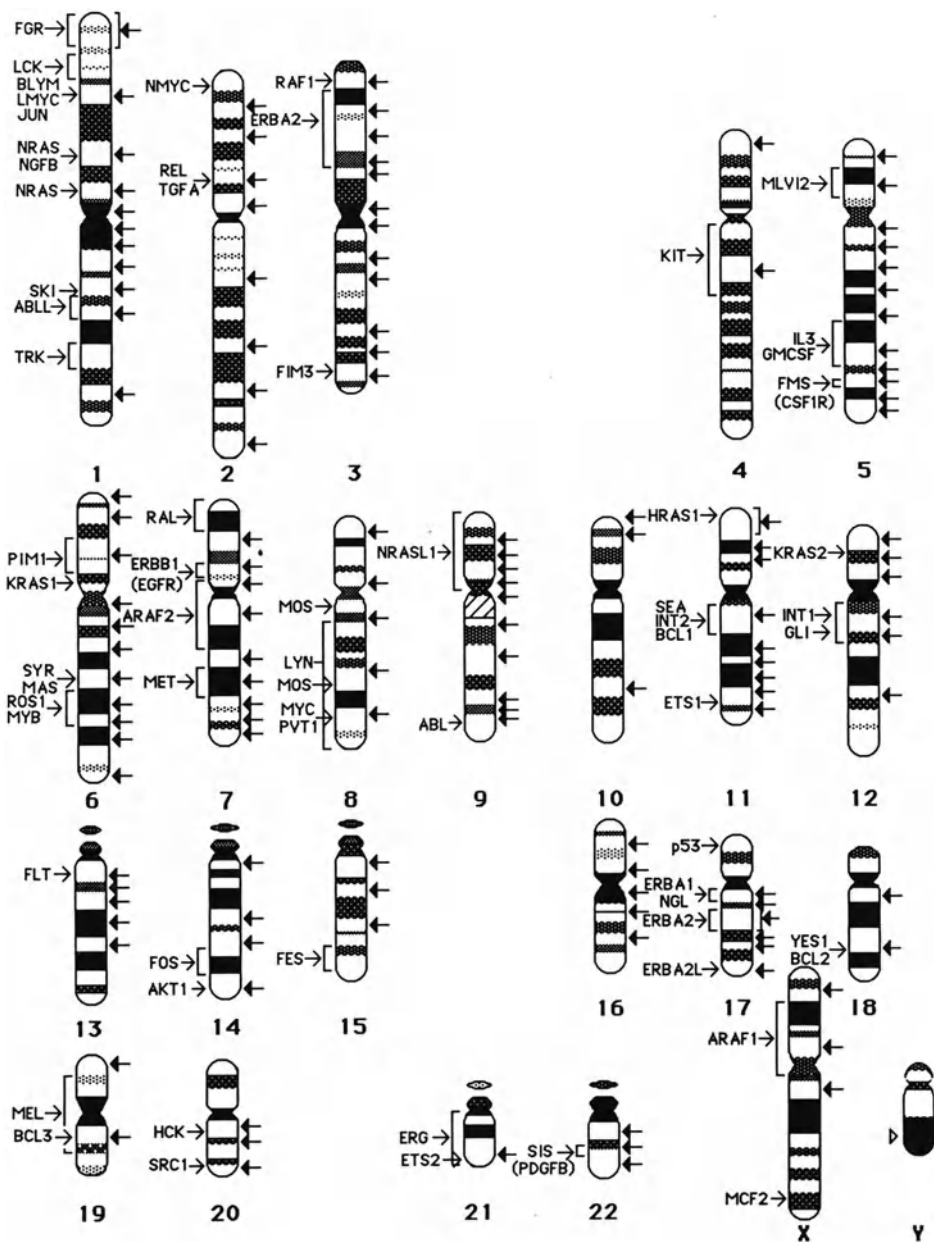 FGR
LCK
BLYM
LMYC
JUN
NRAS
NGFB
NRAS
SKI
ABLL
TRK
1
NMYC
REL
TGFA
2
RAF1
ERBA2
FIM3
3
KIT
4
MLVI2
IL3
GMCSF
FMS
(CSF1R)
5
PIM1
KRAS1
SYR
MAS
ROS1
MYB
6
RAL
ERBB1
(EGFR)
ARAF2
MET
7
MOS
LYN
MOS
MYC
PVT1
8
NRASL1
ABL
9
10
HRAS1
SEA
INT2
BCL1
ETS1
11
KRAS2
INT1
GLI
12
FLT
13
FOS
AKT1
14
FES
15
16
p53
ERBA1
NGL
ERBA2
ERBA2L
17
YES1
BCL2
18
MEL
BCL3
19
HCK
SRC1
20
ERG
ETS2
21
SIS
(PDGFB)
22
ARAF1
MCF2
X
Y